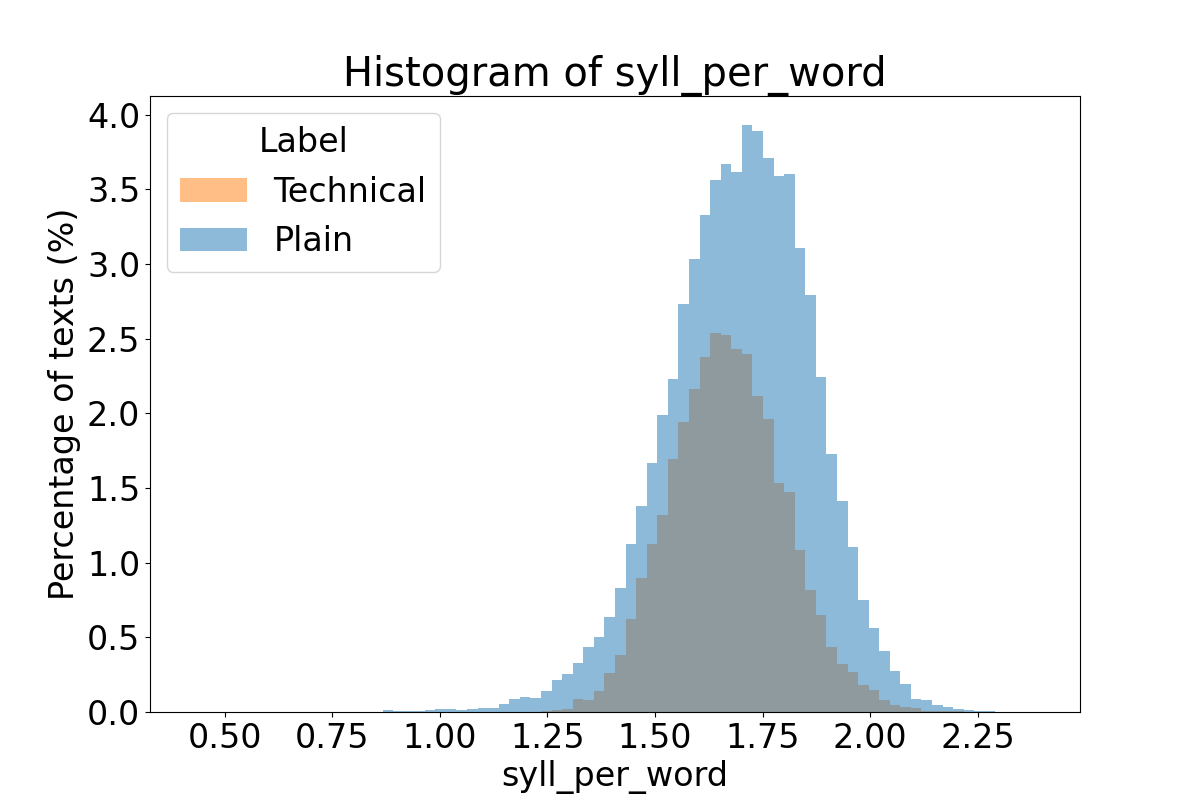 Histogram of syll_per_word
Label
Technical
Plain
Percentage of texts (%)
4.0
3.5
3.0
2.5
2.0
1.5
1.0
0.5
0.0
0.50 0.75 1.00 1.25 1.50 1.75 2.00 2.25
syll_per_word